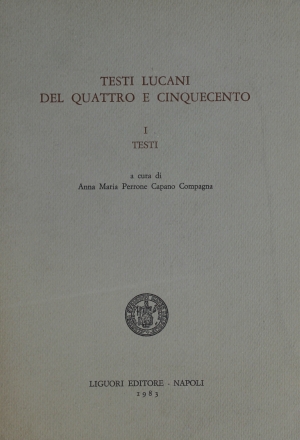 TESTI LUCANI
DEL QUATTRO E CINQUECENTO
I
TESTI
a cura di
Anna Maria Perrone Capano Compagna
LIGUORI EDITORE - NAPOLI
1983